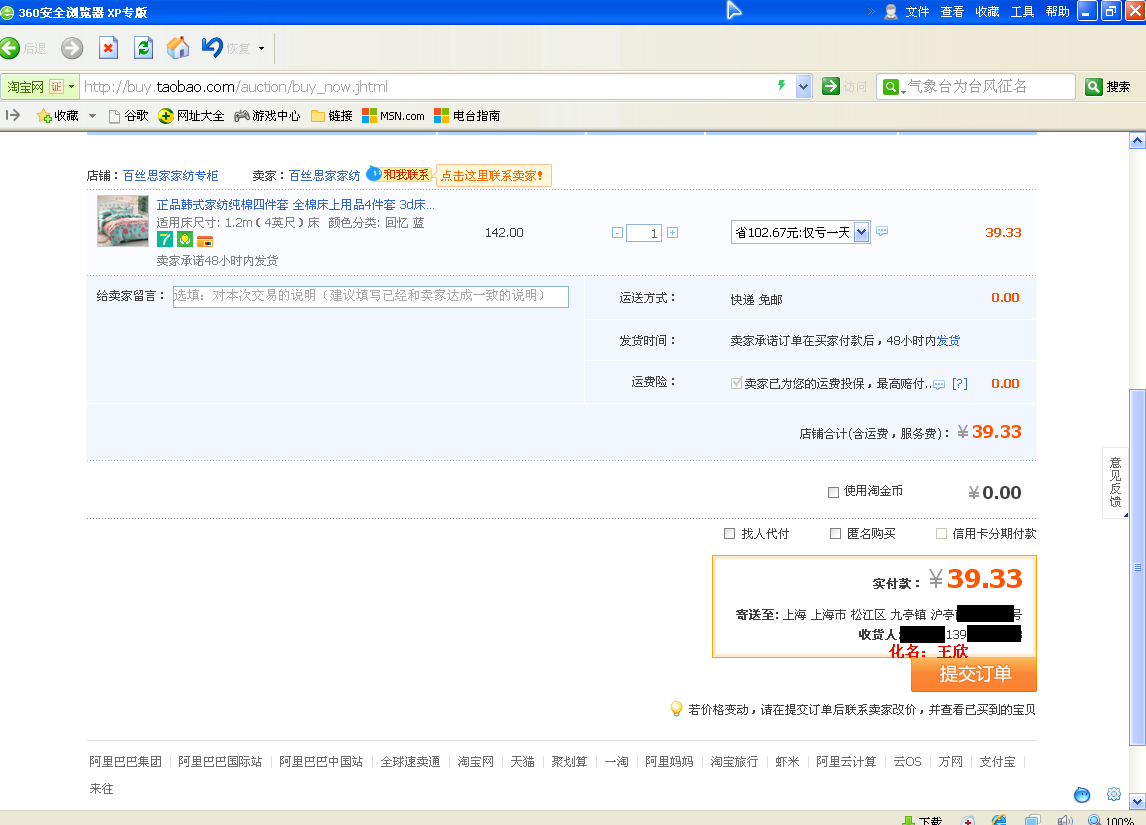 360安全浏览器 XP专版
文件 查看 收藏 工具 帮助
后退 恢复
淘宝网 证 http://buy.taobao.com/auction/buy_now.jhtml 访问 气象台为台风征名 搜索
收藏 谷歌 网址大全 游戏中心 链接 MSN.com 电台指南
店铺：百丝思家家纺专柜 卖家：百丝思家家纺 和我联系 点击这里联系卖家！
正品韩式家纺纯棉四件套 全棉床上用品4件套 3d床...
适用床尺寸: 1.2m（4英尺）床 颜色分类: 回忆 蓝
142.00 - 1 + 省102.67元:仅亏一天 39.33
7
卖家承诺48小时内发货
给卖家留言： 选填：对本次交易的说明（建议填写已经和卖家达成一致的说明）
运送方式： 快递 免邮 0.00
发货时间： 卖家承诺订单在买家付款后，48小时内发货
运费险： 卖家已为您的运费投保，最高赔付.. [?] 0.00
店铺合计(含运费，服务费)： ¥39.33
意见反馈
使用淘金币 ¥0.00
找人代付 匿名购买 信用卡分期付款
实付款： ¥39.33
寄送至: 上海 上海市 松江区 九亭镇 沪亭 号
收货人: 139
化名：王欣
提交订单
若价格变动，请在提交订单后联系卖家改价，并查看已买到的宝贝
阿里巴巴集团 | 阿里巴巴国际站 | 阿里巴巴中国站 | 全球速卖通 | 淘宝网 | 天猫 | 聚划算 | 一淘 | 阿里妈妈 | 淘宝旅行 | 虾米 | 阿里云计算 | 云OS | 万网 | 支付宝 |
来往
下载 100%